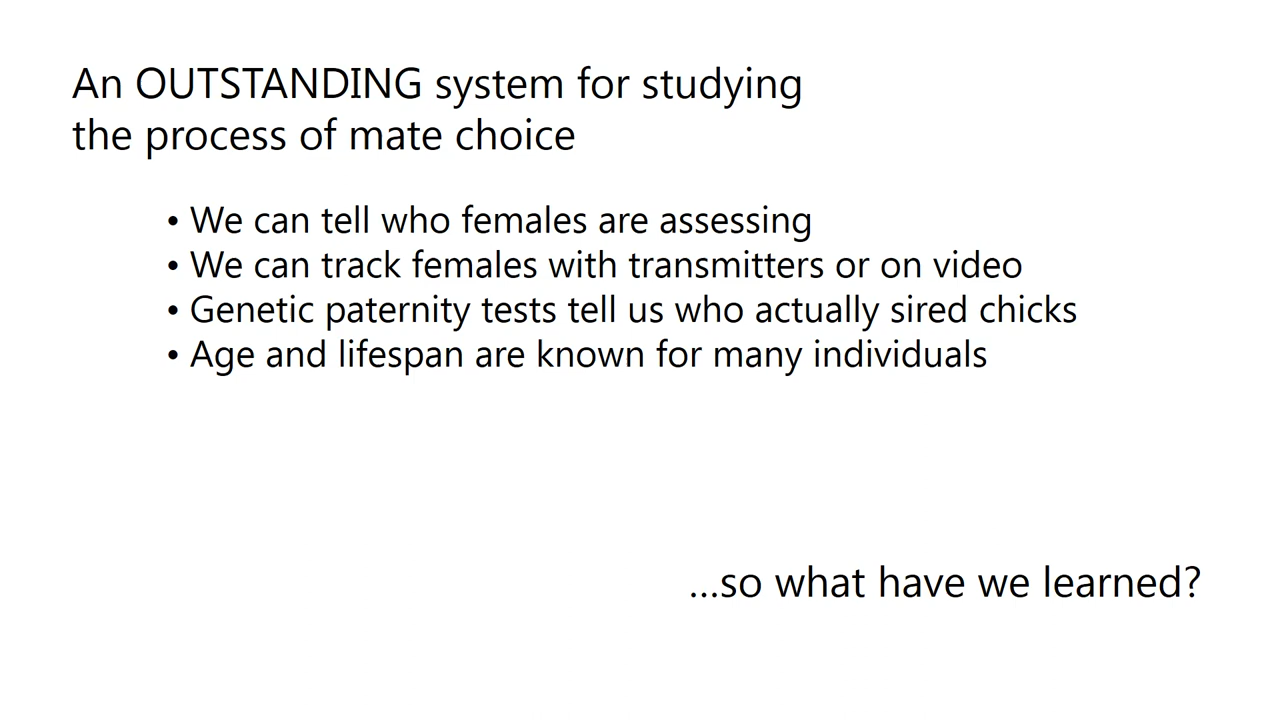 An OUTSTANDING system for studying
the process of mate choice
• We can tell who females are assessing
• We can track females with transmitters or on video
• Genetic paternity tests tell us who actually sired chicks
• Age and lifespan are known for many individuals
...so what have we learned?